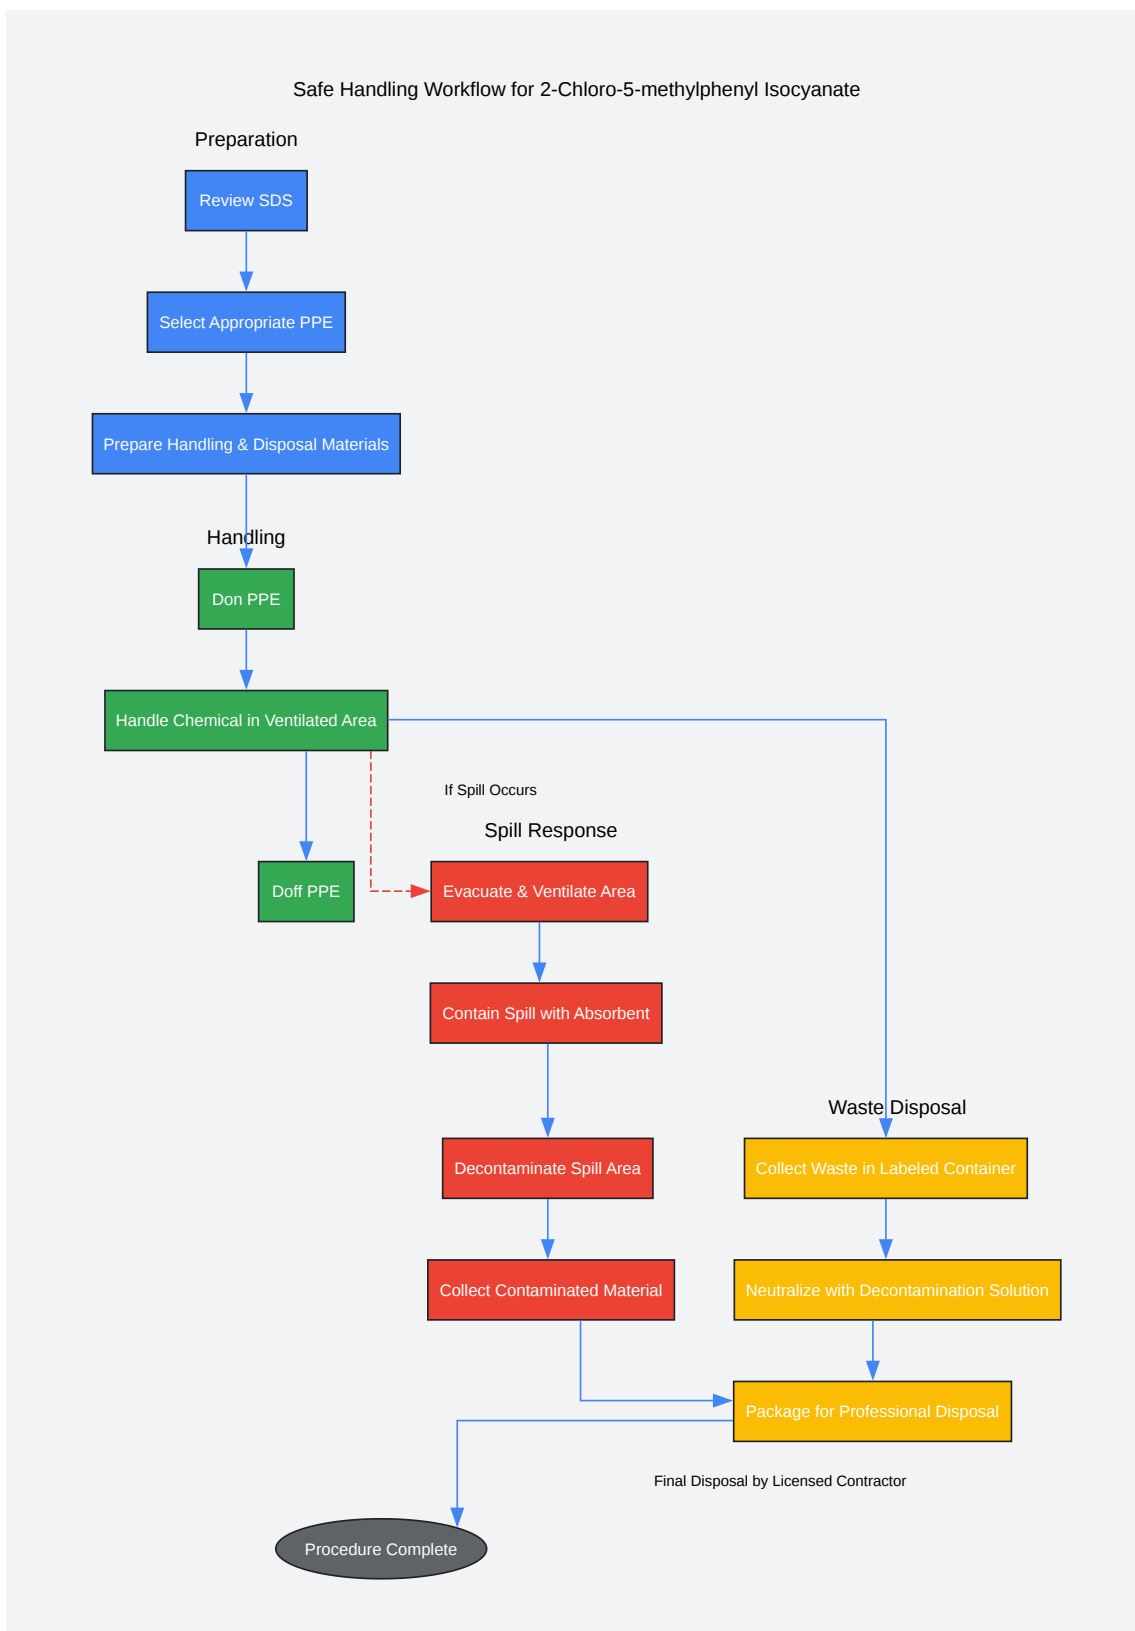 Safe Handling Workflow for 2-Chloro-5-methylphenyl Isocyanate
Preparation
Review SDS
Select Appropriate PPE
Prepare Handling & Disposal Materials
Handling
Don PPE
Handle Chemical in Ventilated Area
If Spill Occurs
Spill Response
Doff PPE
Evacuate & Ventilate Area
Contain Spill with Absorbent
Waste Disposal
Decontaminate Spill Area
Collect Waste in Labeled Container
Collect Contaminated Material
Neutralize with Decontamination Solution
Package for Professional Disposal
Final Disposal by Licensed Contractor
Procedure Complete